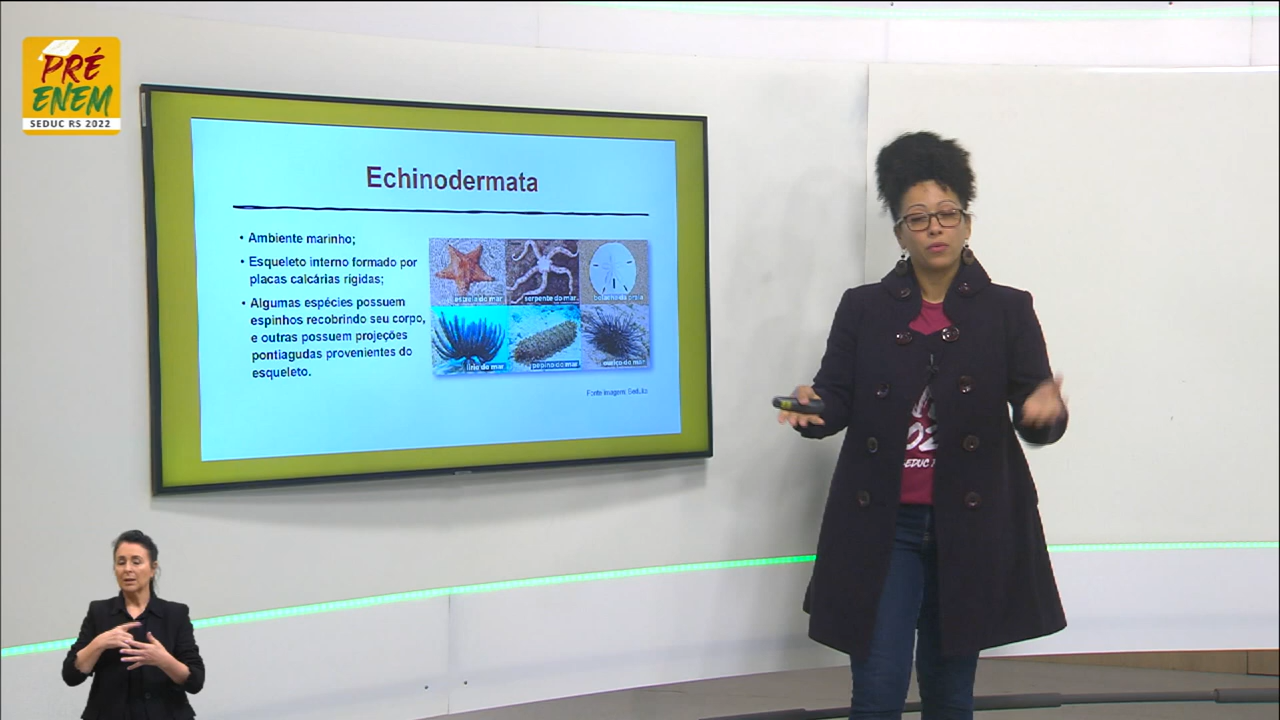 PRÉ
ENEM
SEDUC RS 2022
Echinodermata
• Ambiente marinho;
• Esqueleto interno formado por
placas calcárias rígidas;
• Algumas espécies possuem
espinhos recobrindo seu corpo,
e outras possuem projeções
pontiagudas provenientes do
esqueleto.
estrela do mar
serpente do mar
bolacha da praia
lírio do mar
pepino do mar
ouriço do mar
Fonte imagem:
SEDUC